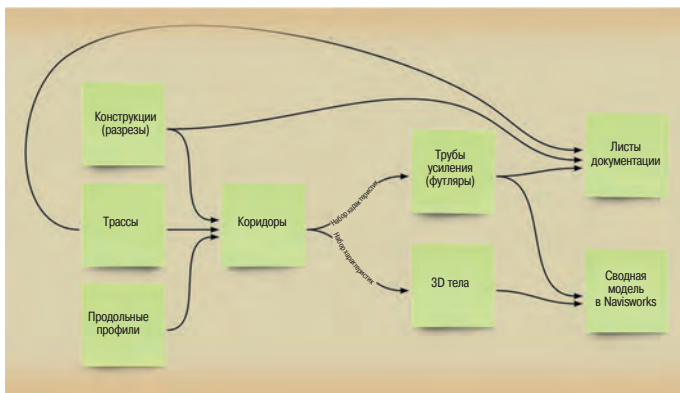 Конструкции
(разрезы)
Трассы
Продольные
профили
Коридоры
Набор характеристик
Набор характеристик
Трубы
усиления
(футляры)
3D тела
Листы
документации
Сводная
модель
в Navisworks